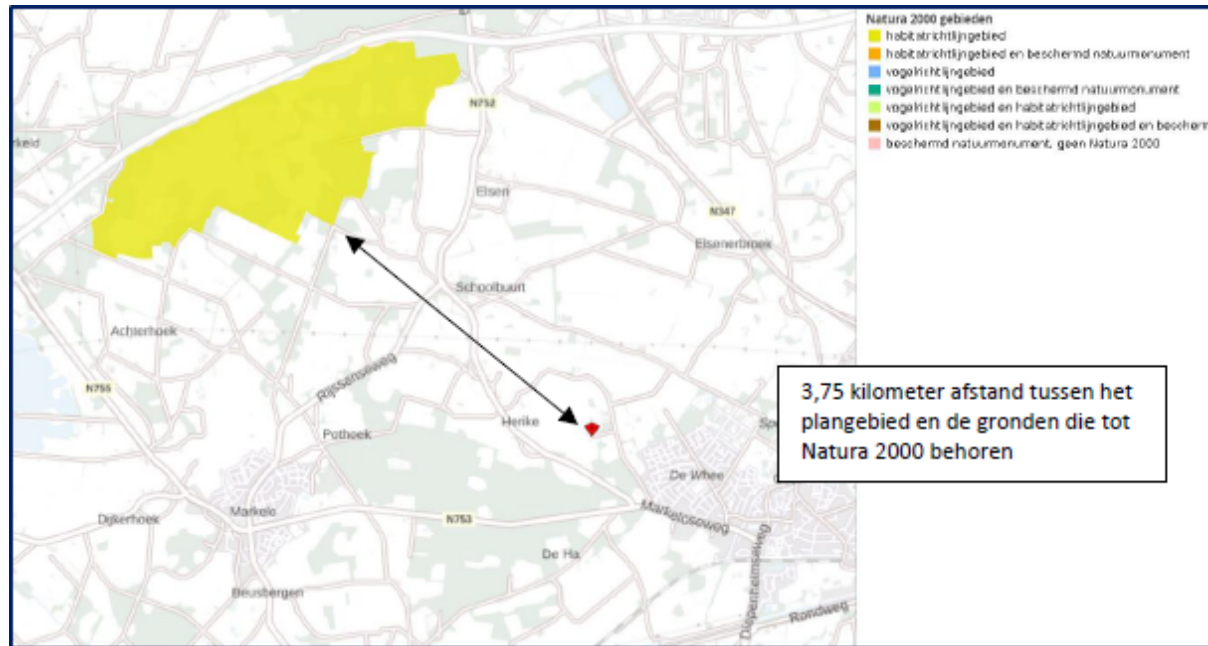 Natura 2000 gebieden
habitatrichtlijngebied
habitatrichtlijngebied en beschermd natuurmonument
vogelrichtlijngebied
vogelrichtlijngebied en beschermd natuurmonument
vogelrichtlijngebied en habitatrichtlijngebied
vogelrichtlijngebied en habitatrichtlijngebied en bescherm
beschermd natuurmonument, geen Natura 2000
N752
rkeld
Elsen
N347
Elsenerbroek
Schoolbuurt
Achterhoek
N755
Rijssenseweg
3,75 kilometer afstand tussen het
plangebied en de gronden die tot
Natura 2000 behoren
Herike
Pothoek
De Whee
Markelo
Markeloseweg
Dijkerhoek
N753
De Ha
Beusbergen
Diepenheimseweg
Rondweg